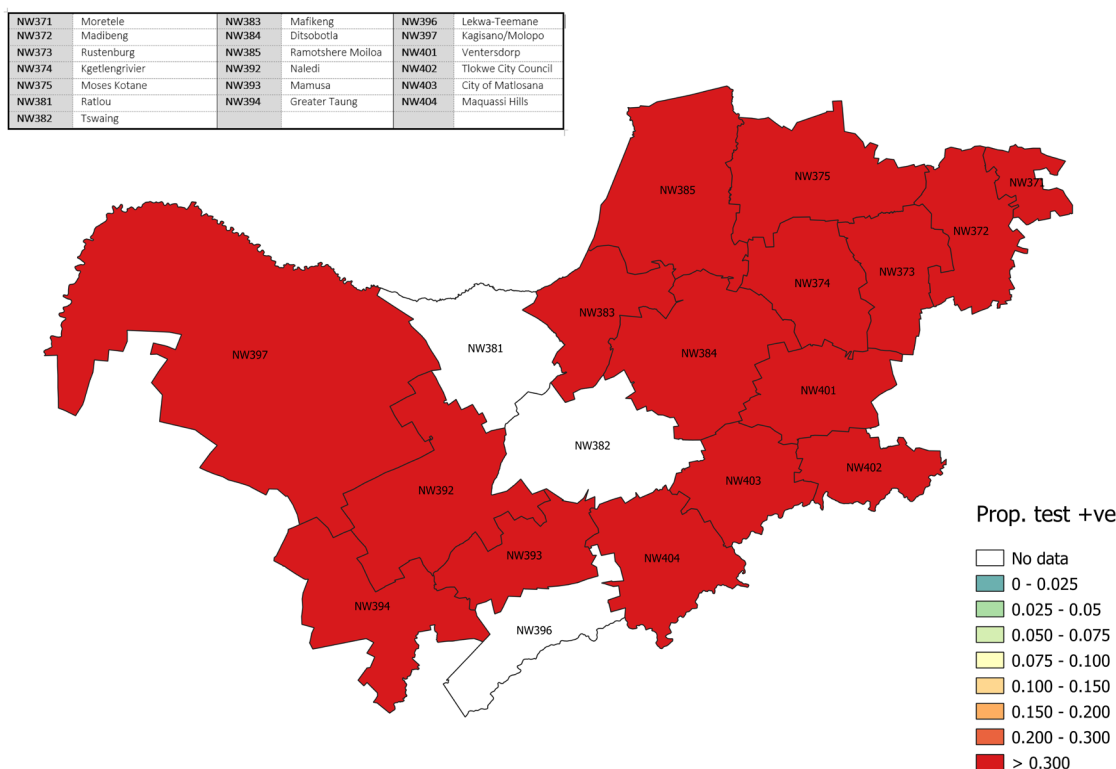 NW371 Moretele NW383 Mafikeng NW396 Lekwa-Teemane
NW372 Madibeng NW384 Ditsobotla NW397 Kagisano/Molopo
NW373 Rustenburg NW385 Ramotshere Moiloa NW401 Ventersdorp
NW374 Kgetlengrivier NW392 Naledi NW402 Tlokwe City Council
NW375 Moses Kotane NW393 Mamusa NW403 City of Matlosana
NW381 Ratlou NW394 Greater Taung NW404 Maquassi Hills
NW382 Tswaing
NW375
NW371
NW385
NW372
NW373
NW374
NW383
NW381
NW384
NW397
NW401
NW382
NW402
NW403
NW392
NW393
NW404
NW394
NW396
Prop. test +ve
No data
0 - 0.025
0.025 - 0.05
0.050 - 0.075
0.075 - 0.100
0.100 - 0.150
0.150 - 0.200
0.200 - 0.300
> 0.300